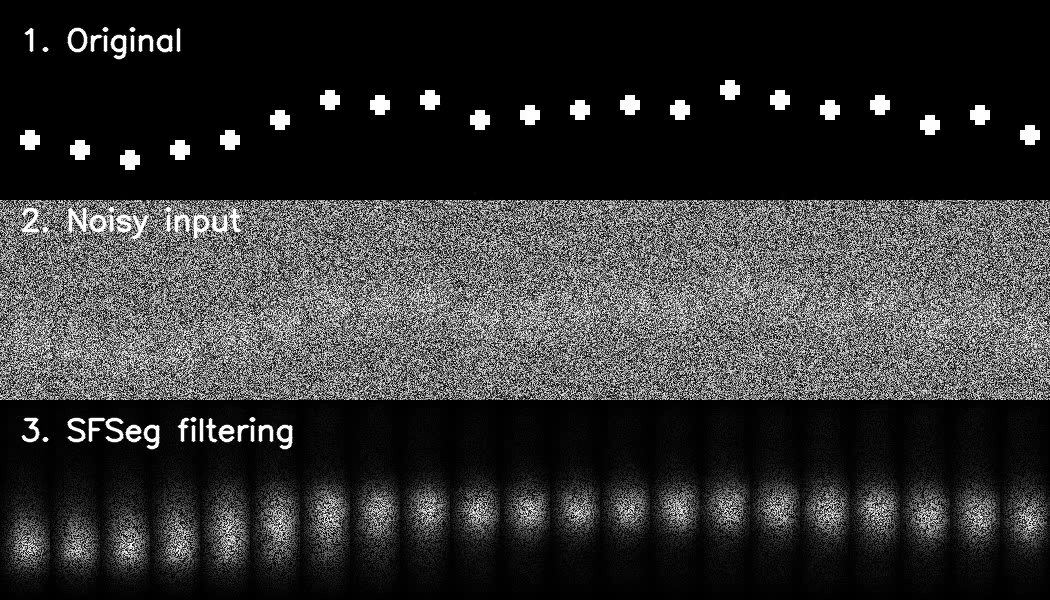 1. Original
2. Noisy input
3. SFSeg filtering